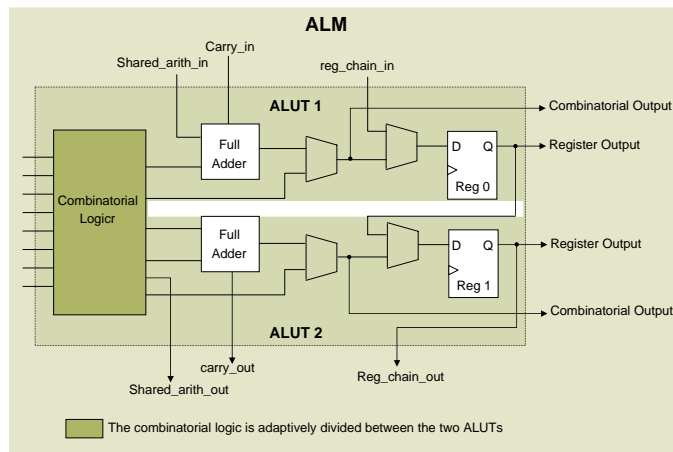 ALM
Carry_in
Shared_arith_in
reg_chain_in
ALUT 1
Combinatorial Output
Full
Adder
D
Q
Register Output
Reg 0
Combinatorial
Logicr
Full
Adder
D
Q
Register Output
Reg 1
Combinatorial Output
ALUT 2
carry_out
Reg_chain_out
Shared_arith_out
The combinatorial logic is adaptively divided between the two ALUTs